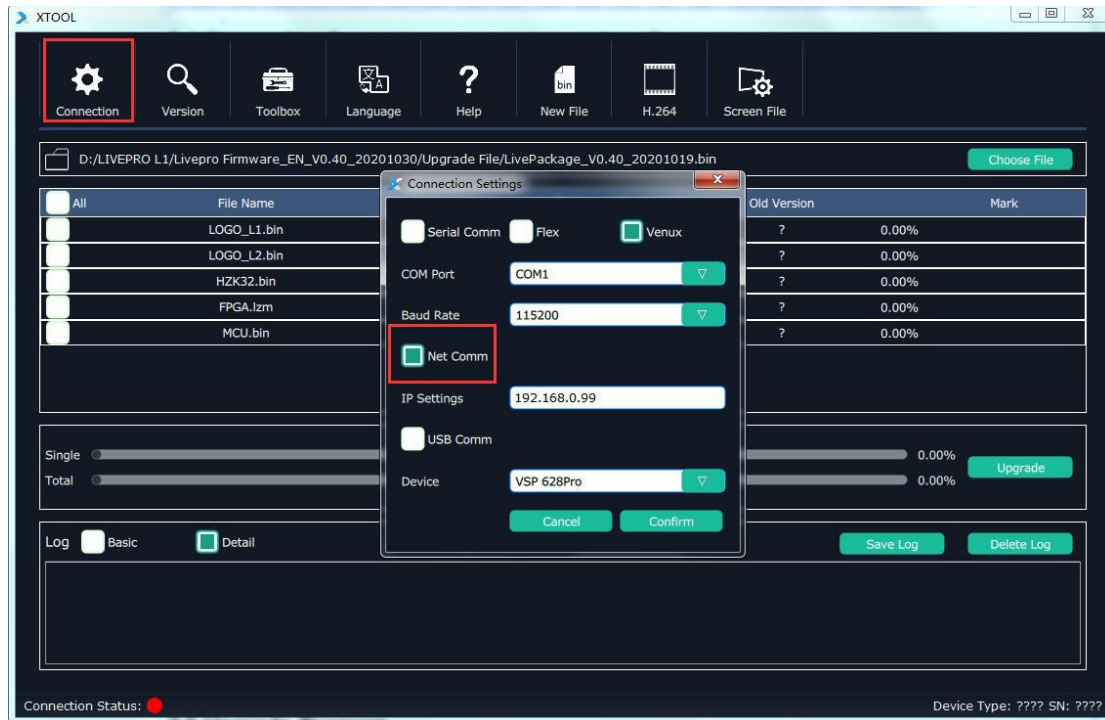 XTOOL
Connection Version Toolbox Language Help New File H.264 Screen File
bin
D:/LIVEPRO L1/Livepro Firmware_EN_V0.40_20201030/Upgrade File/LivePackage_V0.40_20201019.bin Choose File
All File Name Old Version Mark
LOGO_L1.bin ? 0.00%
LOGO_L2.bin ? 0.00%
HZK32.bin ? 0.00%
FPGA.lzm ? 0.00%
MCU.bin ? 0.00%
Connection Settings
Serial Comm Flex Venux
COM Port COM1
Baud Rate 115200
Net Comm
IP Settings 192.168.0.99
USB Comm
Device VSP 628Pro
Cancel Confirm
Single 0.00%
Total 0.00%
Upgrade
Log Basic Detail Save Log Delete Log
Connection Status: Device Type: ???? SN: ????